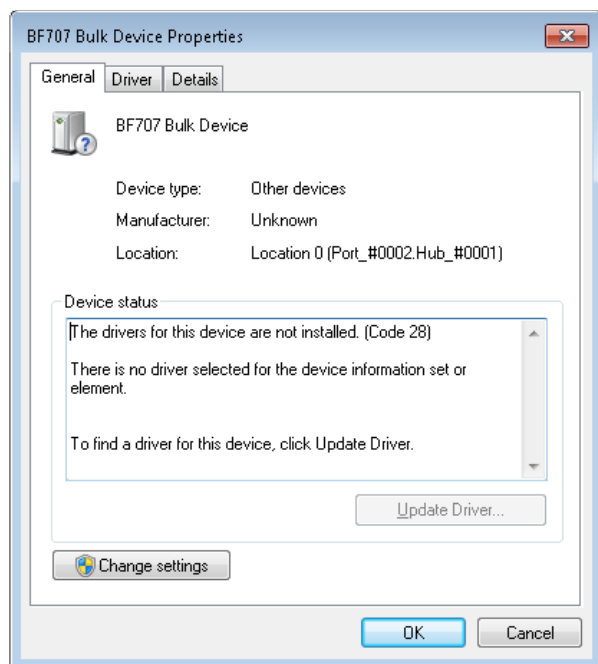 BF707 Bulk Device Properties
General Driver Details
BF707 Bulk Device
Device type: Other devices
Manufacturer: Unknown
Location: Location 0 (Port_#0002.Hub_#0001)
Device status
The drivers for this device are not installed. (Code 28)
There is no driver selected for the device information set or
element.
To find a driver for this device, click Update Driver.
Update Driver...
Change settings
OK Cancel